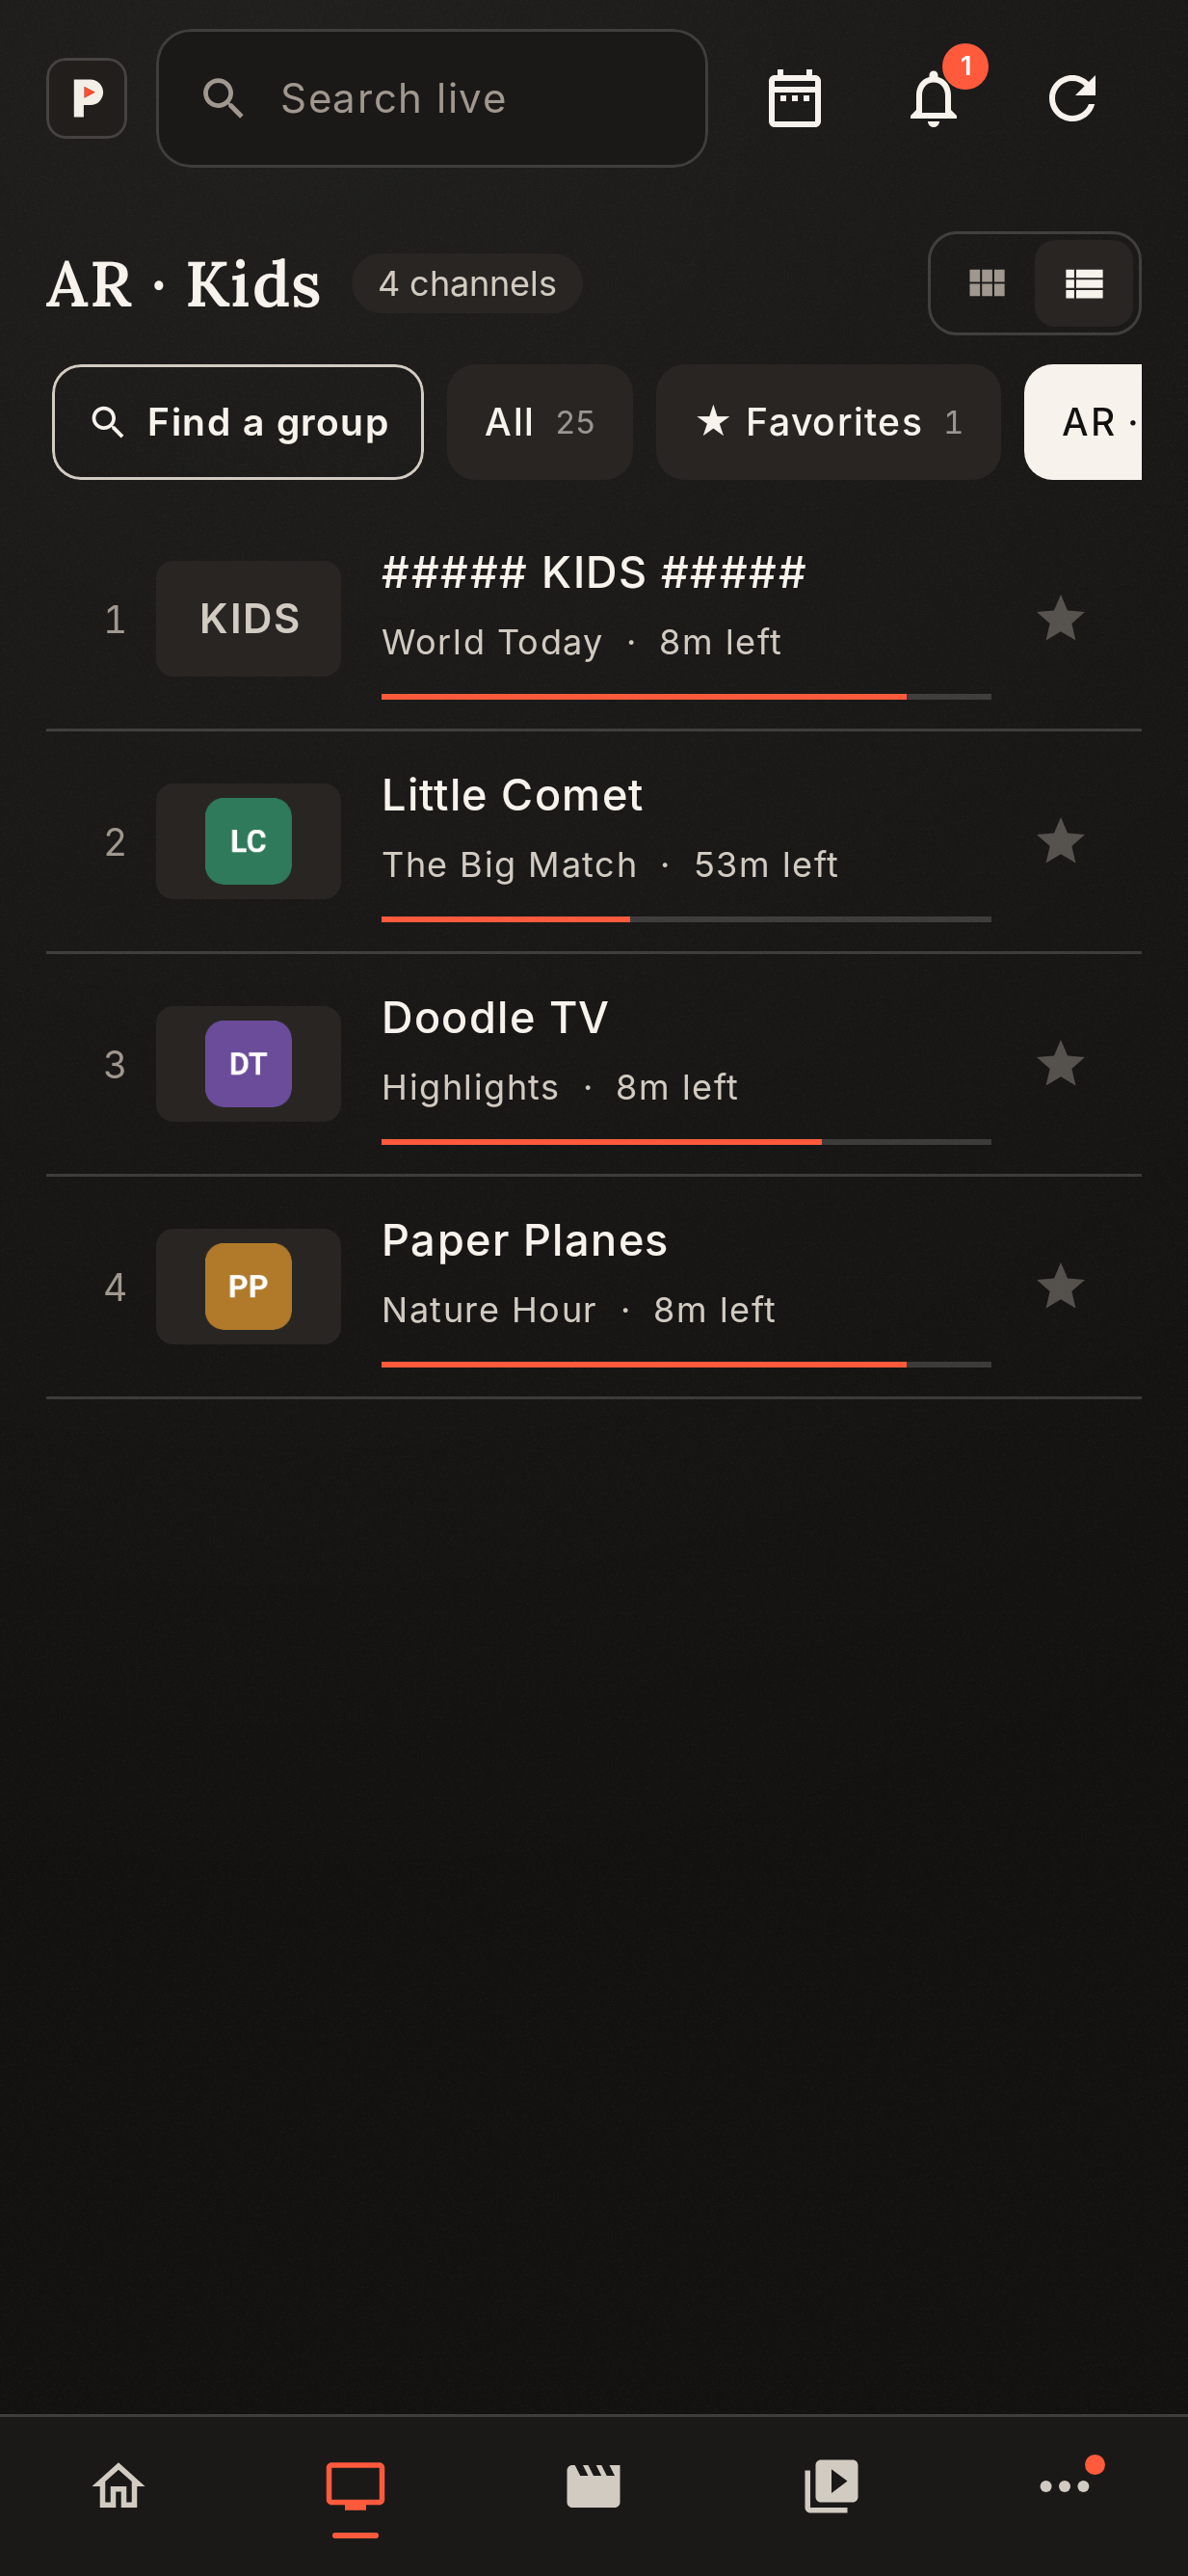 P
Search live
1
AR · Kids
4 channels
Find a group
All 25
★ Favorites 1
AR ·
1
KIDS
##### KIDS #####
World Today · 8m left
2
LC
Little Comet
The Big Match · 53m left
3
DT
Doodle TV
Highlights · 8m left
4
PP
Paper Planes
Nature Hour · 8m left